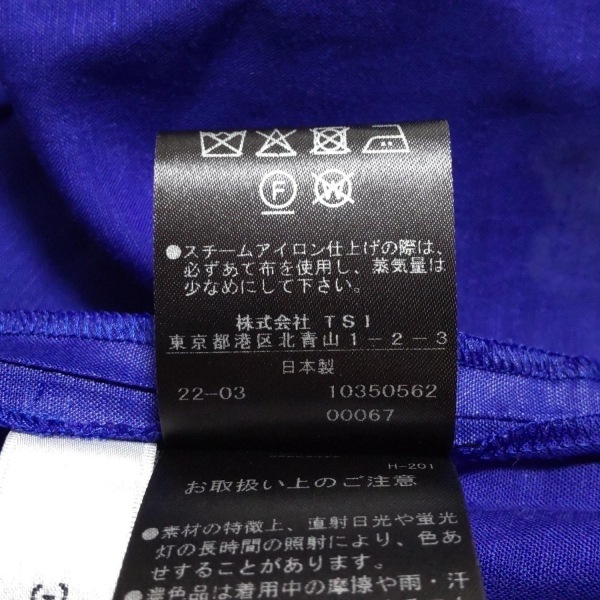 F
W
●スチームアイロン仕上げの際は、
必ずあて布を使用し、蒸気量は
少なめにして下さい。
株式会社 TSI
東京都港区北青山1-2-3
日本製
22-03 10350562
00067
H-201
お取扱い上のご注意
●素材の特徴上、直射日光や蛍光
灯の長時間の照射により、色あ
せすることがあります。
●濃色品は着用中の摩擦や雨・汗